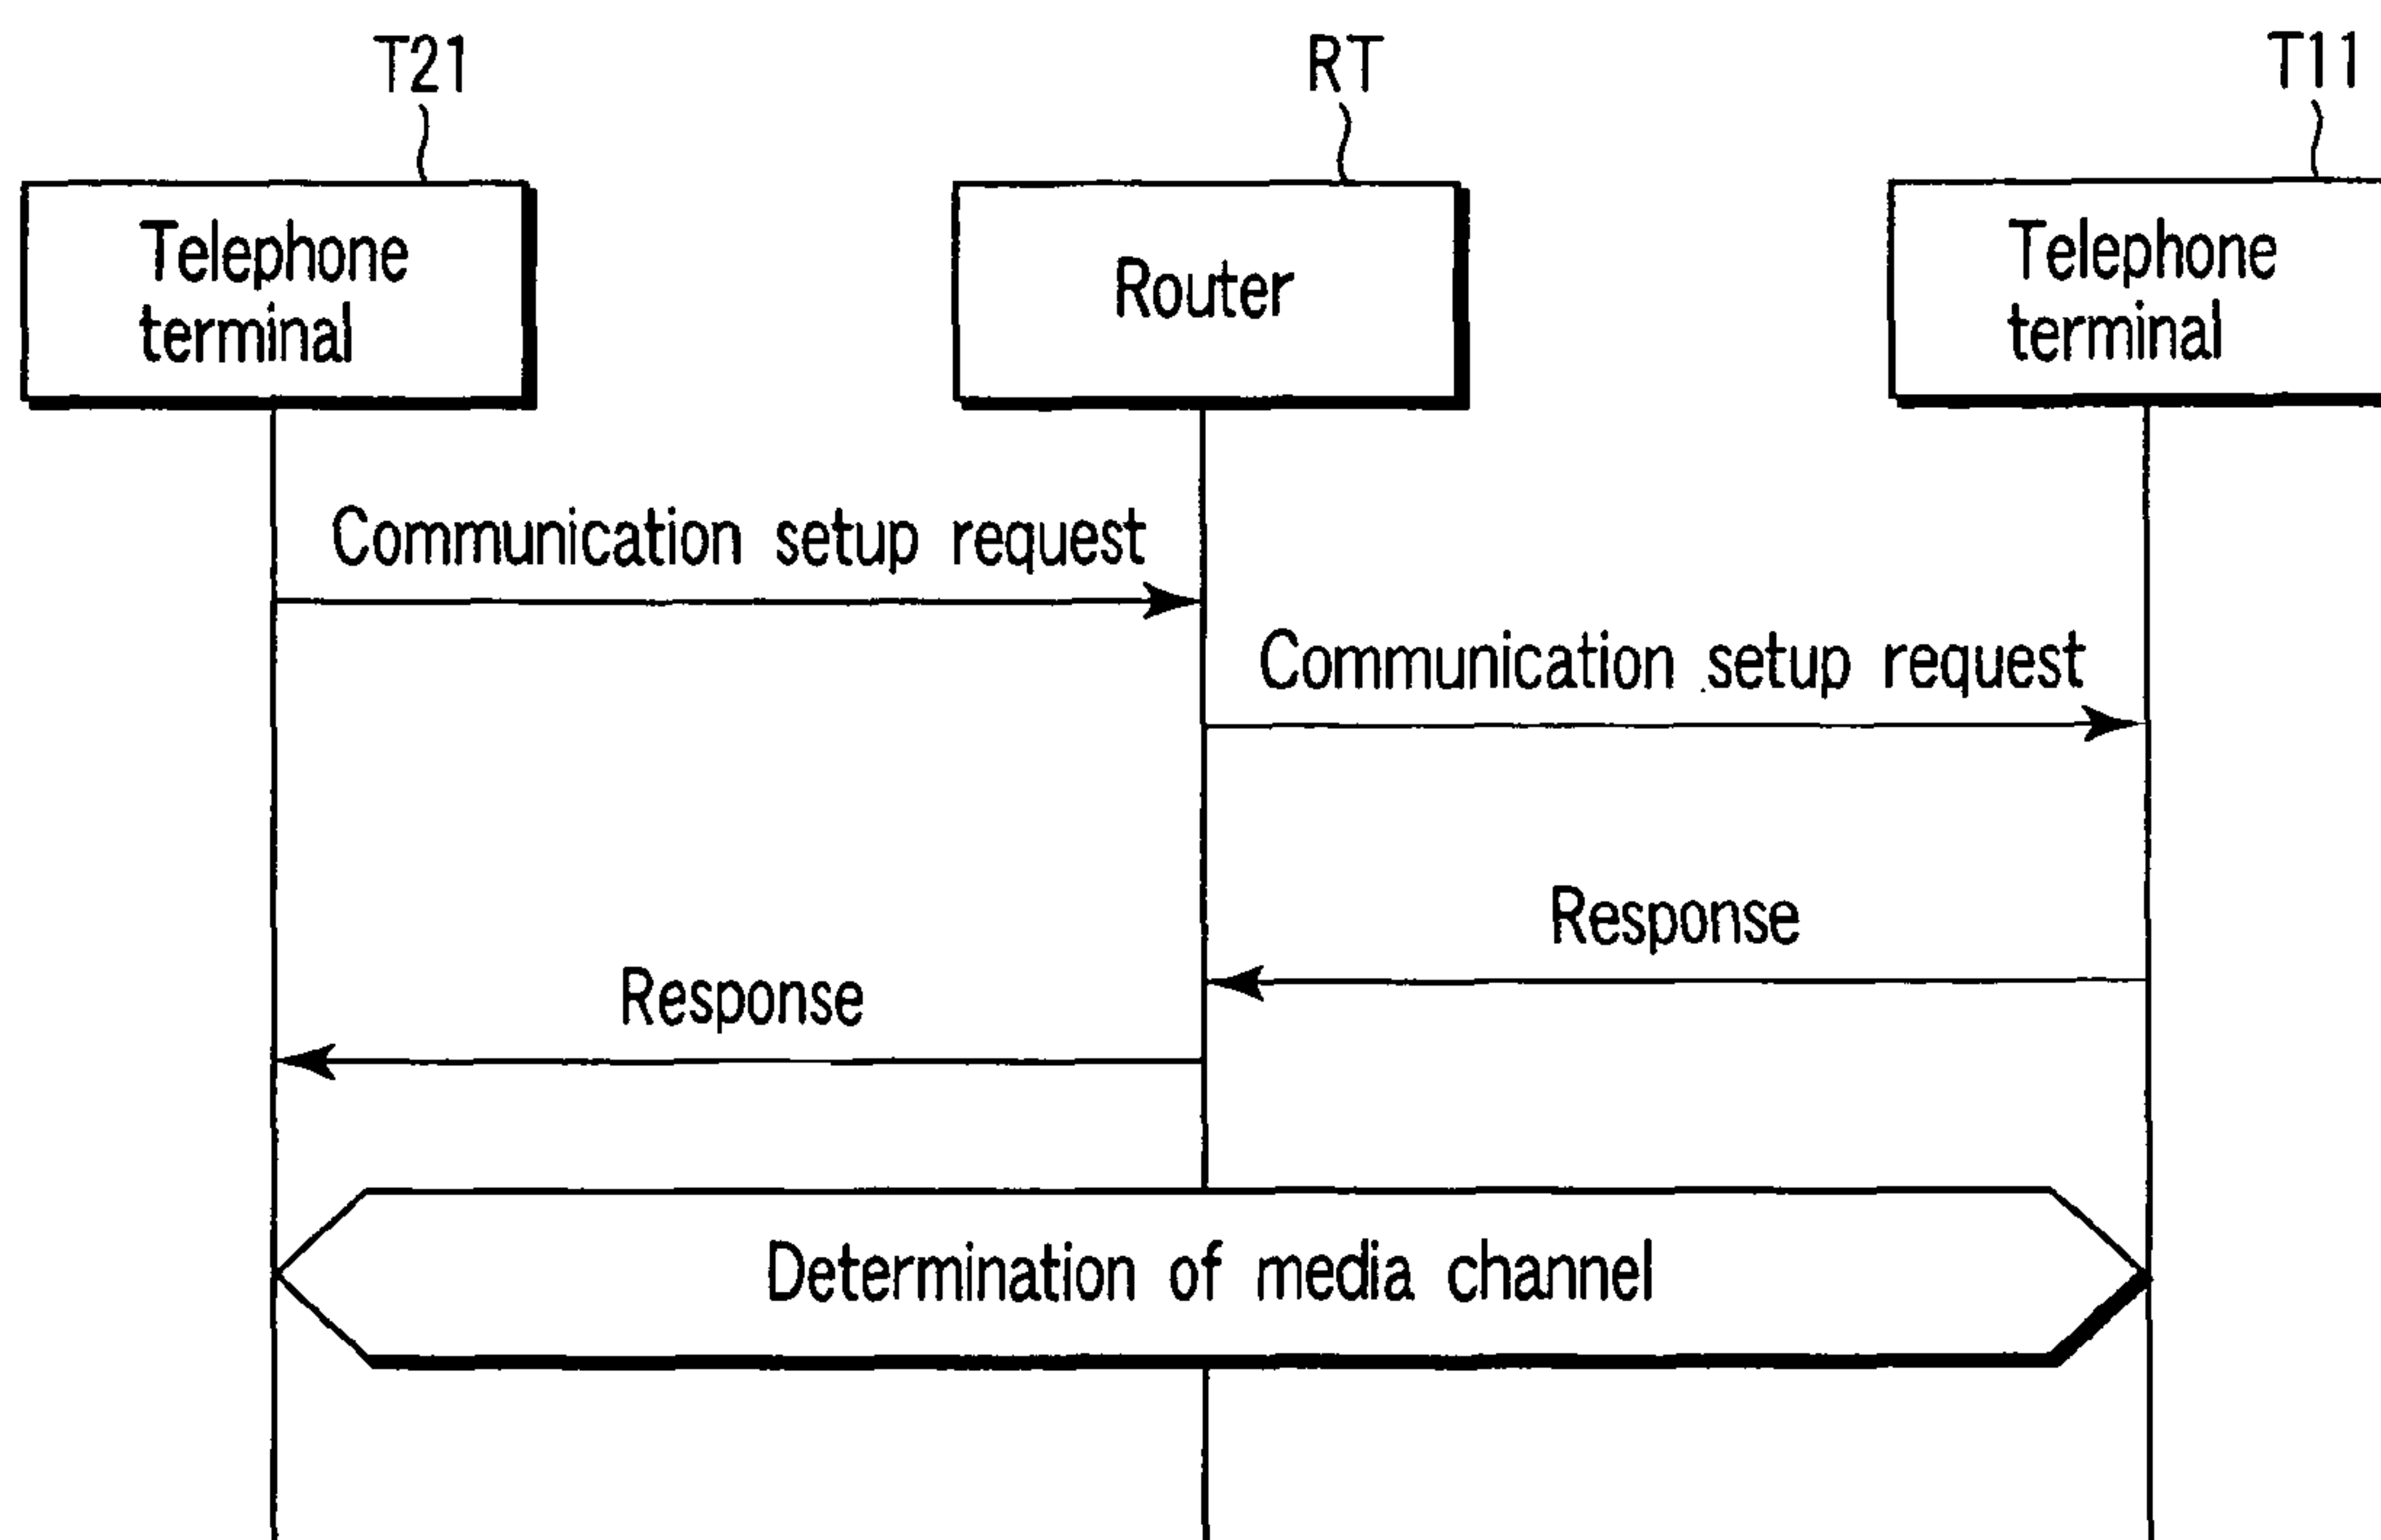 T21
RT
T11
Telephone
terminal
Router
Telephone
terminal
Communication setup request
Communication setup request
Response
Response
Determination of media channel